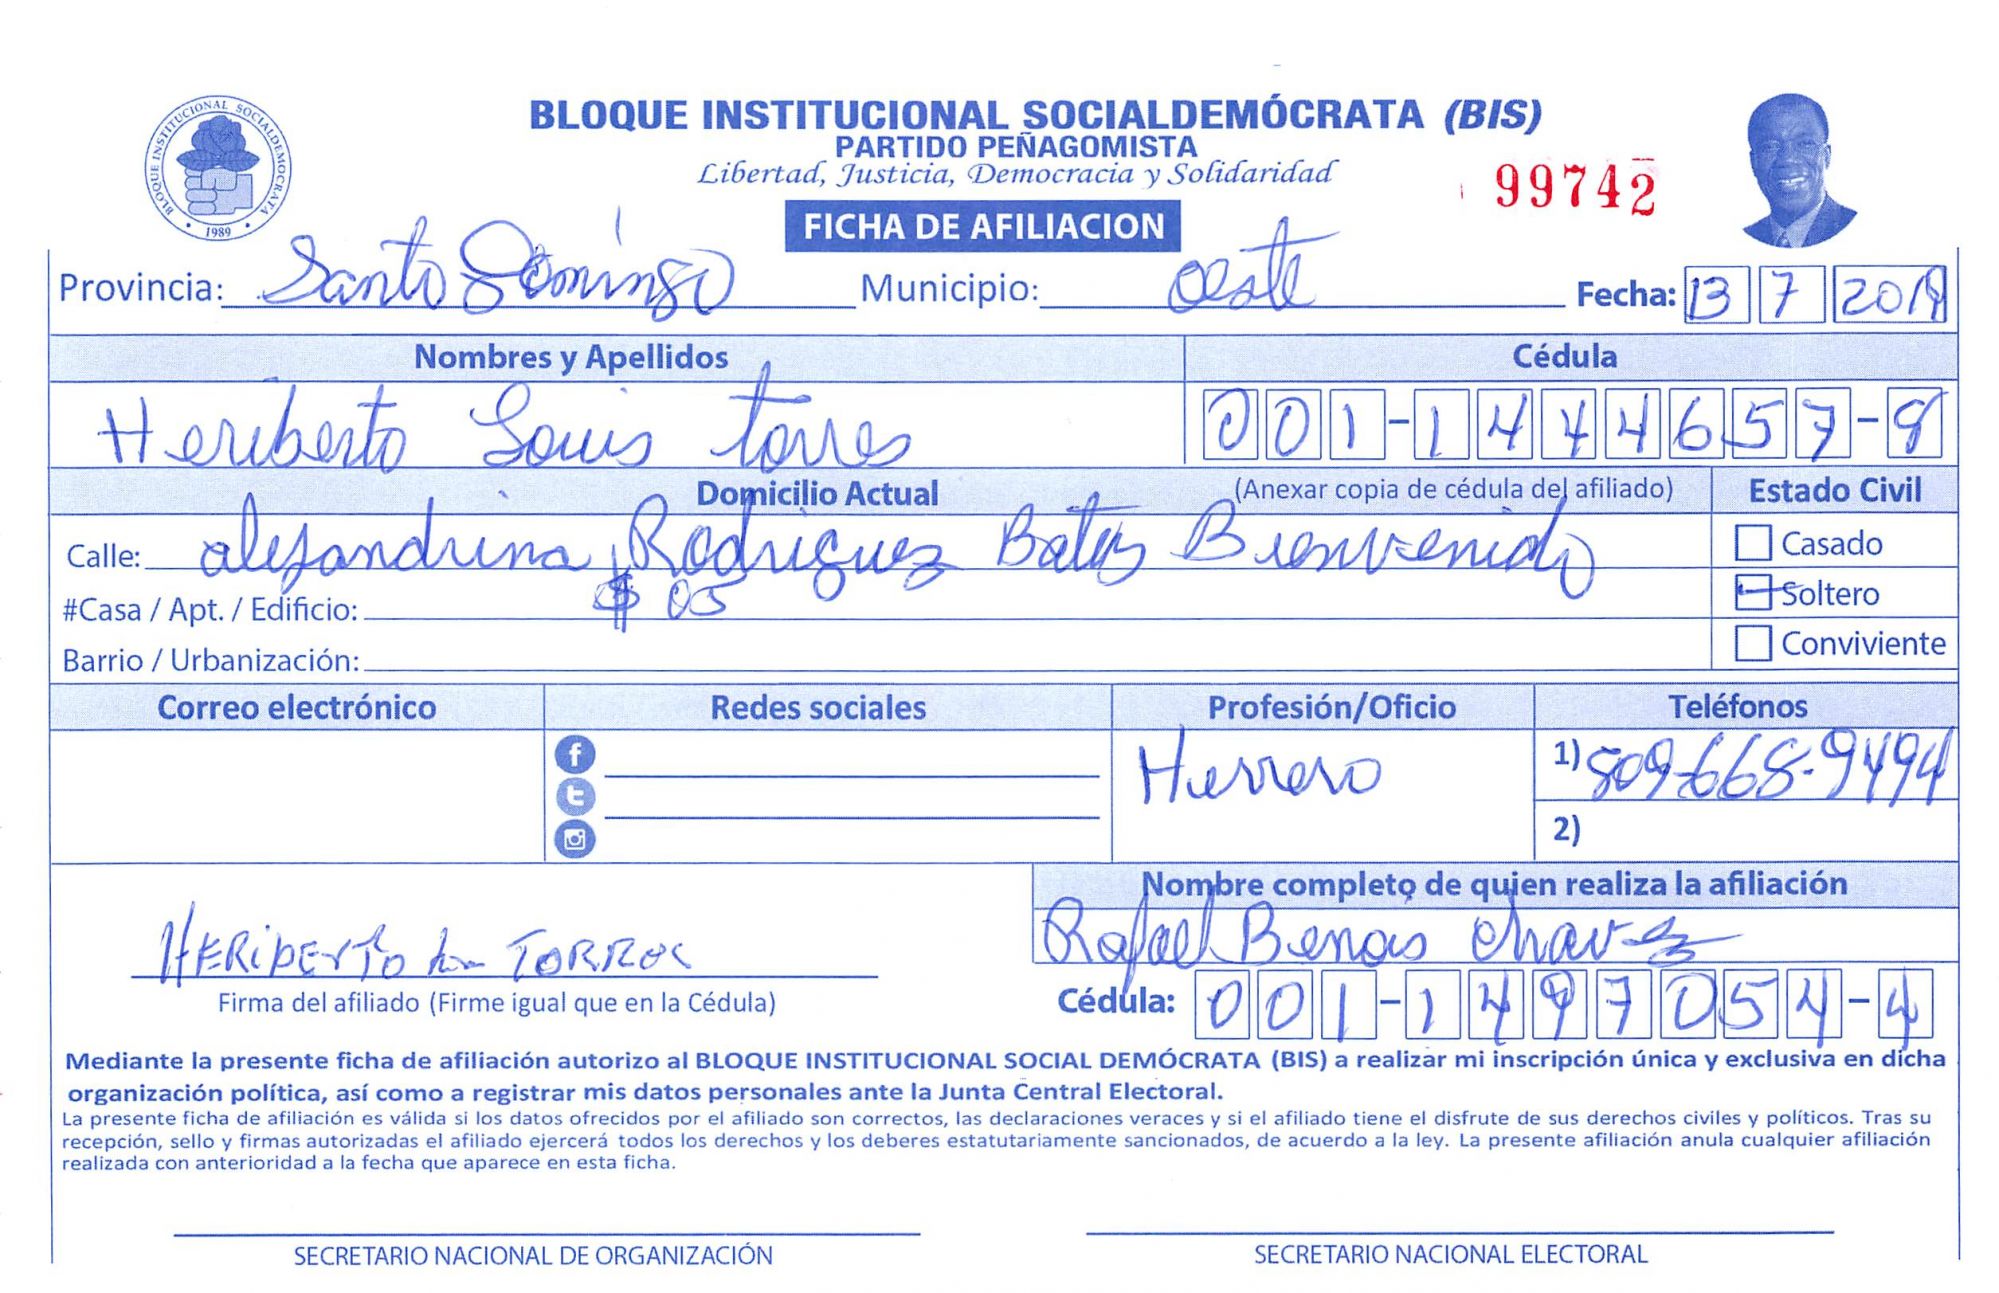 BLOQUE INSTITUCIONAL SOCIALDEMOCRATA
1989
BLOQUE INSTITUCIONAL SOCIALDEMÓCRATA (BIS)
PARTIDO PEÑAGOMISTA
Libertad, Justicia, Democracia y Solidaridad
99742
FICHA DE AFILIACION
Provincia: Santo Domingo Municipio: Oeste Fecha: 13 7 2019
Nombres y Apellidos Cédula
Heriberto Louis Torres 001-1444657-8
Domicilio Actual (Anexar copia de cédula del afiliado) Estado Civil
Calle: alejandrina Rodriguez Batey Bienvenido Casado
#Casa / Apt. / Edificio: # 05 Soltero
Barrio / Urbanización: Conviviente
Correo electrónico Redes sociales Profesión/Oficio Teléfonos
Herrero 1) 809-668-9494
2)
Nombre completo de quien realiza la afiliación
HERIBERTO TORRES Rafael Chavez
Firma del afiliado (Firme igual que en la Cédula) Cédula: 001-1497054-4
Mediante la presente ficha de afiliación autorizo al BLOQUE INSTITUCIONAL SOCIAL DEMÓCRATA (BIS) a realizar mi inscripción única y exclusiva en dicha
organización política, así como a registrar mis datos personales ante la Junta Central Electoral.
La presente ficha de afiliación es válida si los datos ofrecidos por el afiliado son correctos, las declaraciones veraces y si el afiliado tiene el disfrute de sus derechos civiles y políticos. Tras su
recepción, sello y firmas autorizadas el afiliado ejercerá todos los derechos y los deberes estatutariamente sancionados, de acuerdo a la ley. La presente afiliación anula cualquier afiliación
realizada con anterioridad a la fecha que aparece en esta ficha.
SECRETARIO NACIONAL DE ORGANIZACIÓN SECRETARIO NACIONAL ELECTORAL